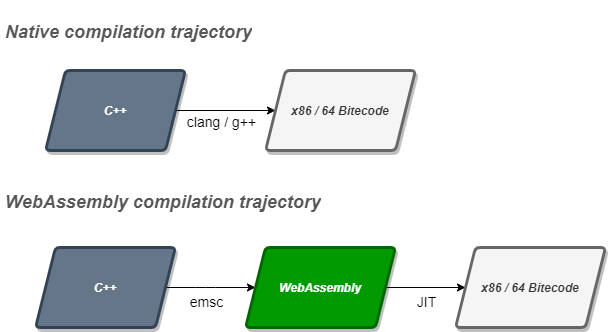 Native compilation trajectory
C++
clang / g++
x86 / 64 Bitecode
WebAssembly compilation trajectory
C++
emsc
WebAssembly
JIT
x86 / 64 Bitecode